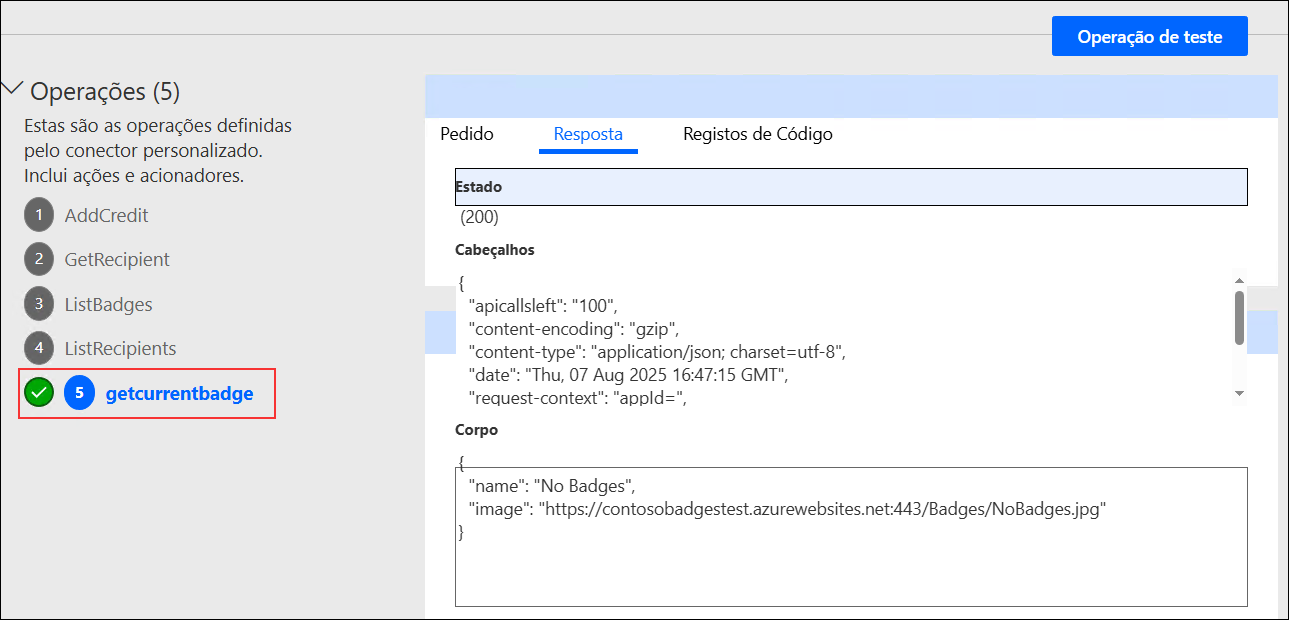 Operação de teste
Operações (5)
Estas são as operações definidas
pelo conector personalizado.
Inclui ações e acionadores.
1 AddCredit
2 GetRecipient
3 ListBadges
4 ListRecipients
5 getcurrentbadge
Pedido Resposta Registos de Código
Estado
(200)
Cabeçalhos
{
"apicallsleft": "100",
"content-encoding": "gzip",
"content-type": "application/json; charset=utf-8",
"date": "Thu, 07 Aug 2025 16:47:15 GMT",
"request-context": "appId=",
Corpo
{
"name": "No Badges",
"image": "https://contosobadgestest.azurewebsites.net:443/Badges/NoBadges.jpg"
}